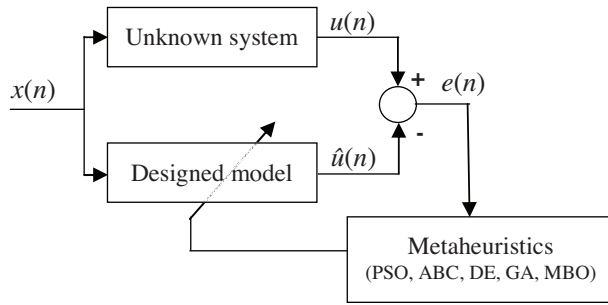 Unknown system
u(n)
x(n)
+
e(n)
-
Designed model
û(n)
Metaheuristics
(PSO, ABC, DE, GA, MBO)